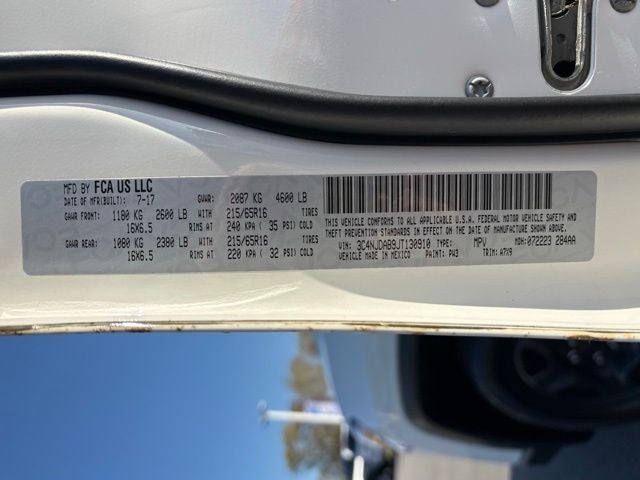 MFD BY FCA US LLC
DATE OF MFR(BUILT): 7-17 GVWR: 2087 KG 4600 LB
GAWR FRONT: 1180 KG 2600 LB WITH 215/65R16 TIRES
16X6.5 RIMS AT 240 KPA ( 35 PSI) COLD
GAWR REAR: 1080 KG 2380 LB WITH 215/65R16 TIRES
16X6.5 RIMS AT 220 KPA ( 32 PSI) COLD
THIS VEHICLE CONFORMS TO ALL APPLICABLE U.S.A. FEDERAL MOTOR VEHICLE SAFETY AND
THEFT PREVENTION STANDARDS IN EFFECT ON THE DATE OF MANUFACTURE SHOWN ABOVE.
VIN: 3C4NJDAB9JT130910 TYPE: MPV MDH:072223 284AA
VEHICLE MADE IN MEXICO PAINT: PW3 TRIM: A7X9